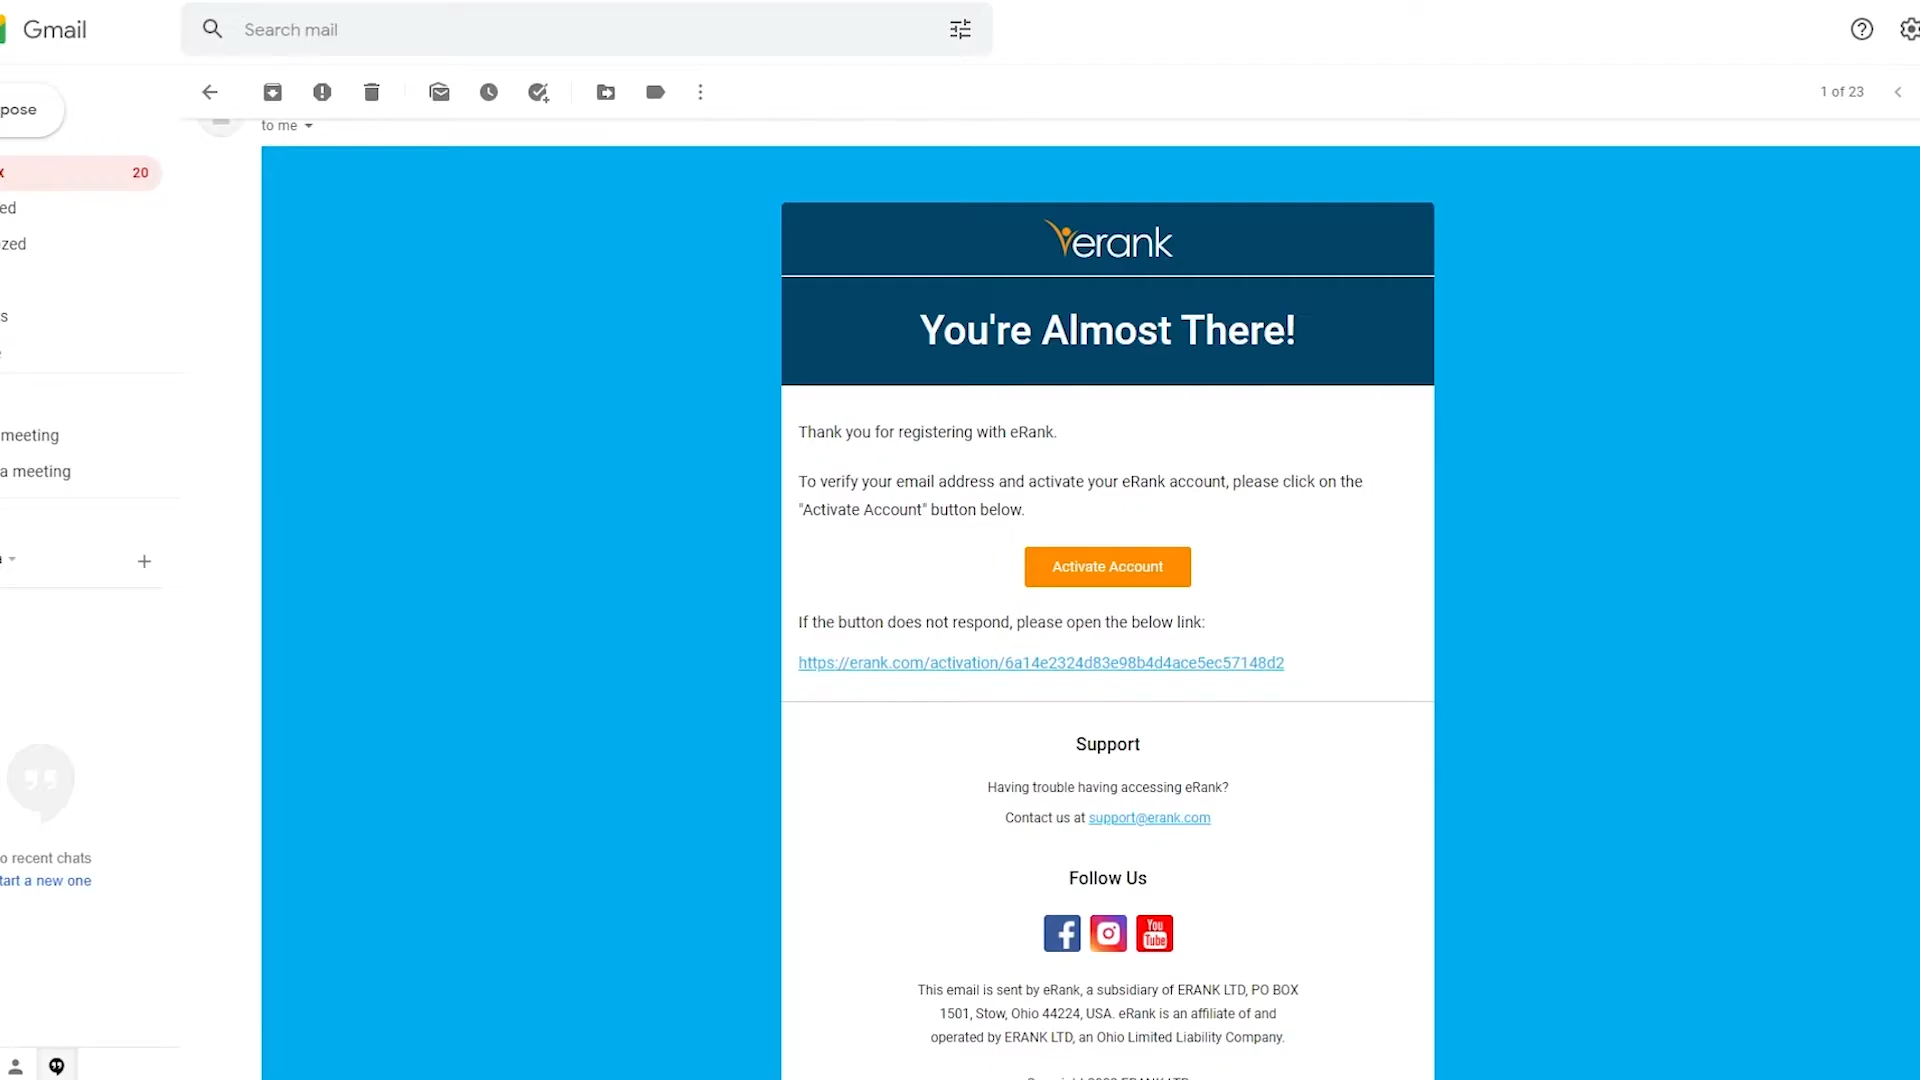 Gmail
Search mail
pose
1 of 23
to me
20
ed
zed
s
meeting
a meeting
o recent chats
tart a new one
erank
You're Almost There!
Thank you for registering with eRank.
To verify your email address and activate your eRank account, please click on the
"Activate Account" button below.
Activate Account
If the button does not respond, please open the below link:
https://erank.com/activation/6a14e2324d83e98b4d4ace5ec57148d2
Support
Having trouble having accessing eRank?
Contact us at support@erank.com
Follow Us
You
Tube
This email is sent by eRank, a subsidiary of ERANK LTD, PO BOX
1501, Stow, Ohio 44224, USA. eRank is an affiliate of and
operated by ERANK LTD, an Ohio Limited Liability Company.